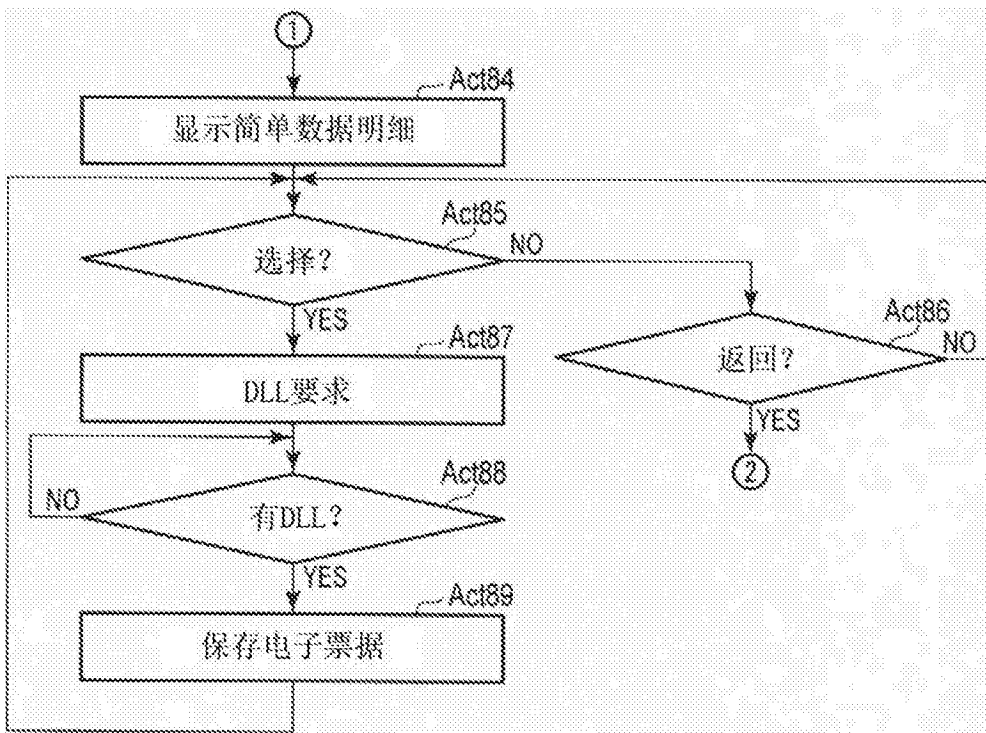 1
Act84
显示简单数据明细
Act85
选择?
NO
YES
Act86
返回?
NO
YES
2
Act87
DLL要求
Act88
有DLL?
NO
YES
Act89
保存电子票据